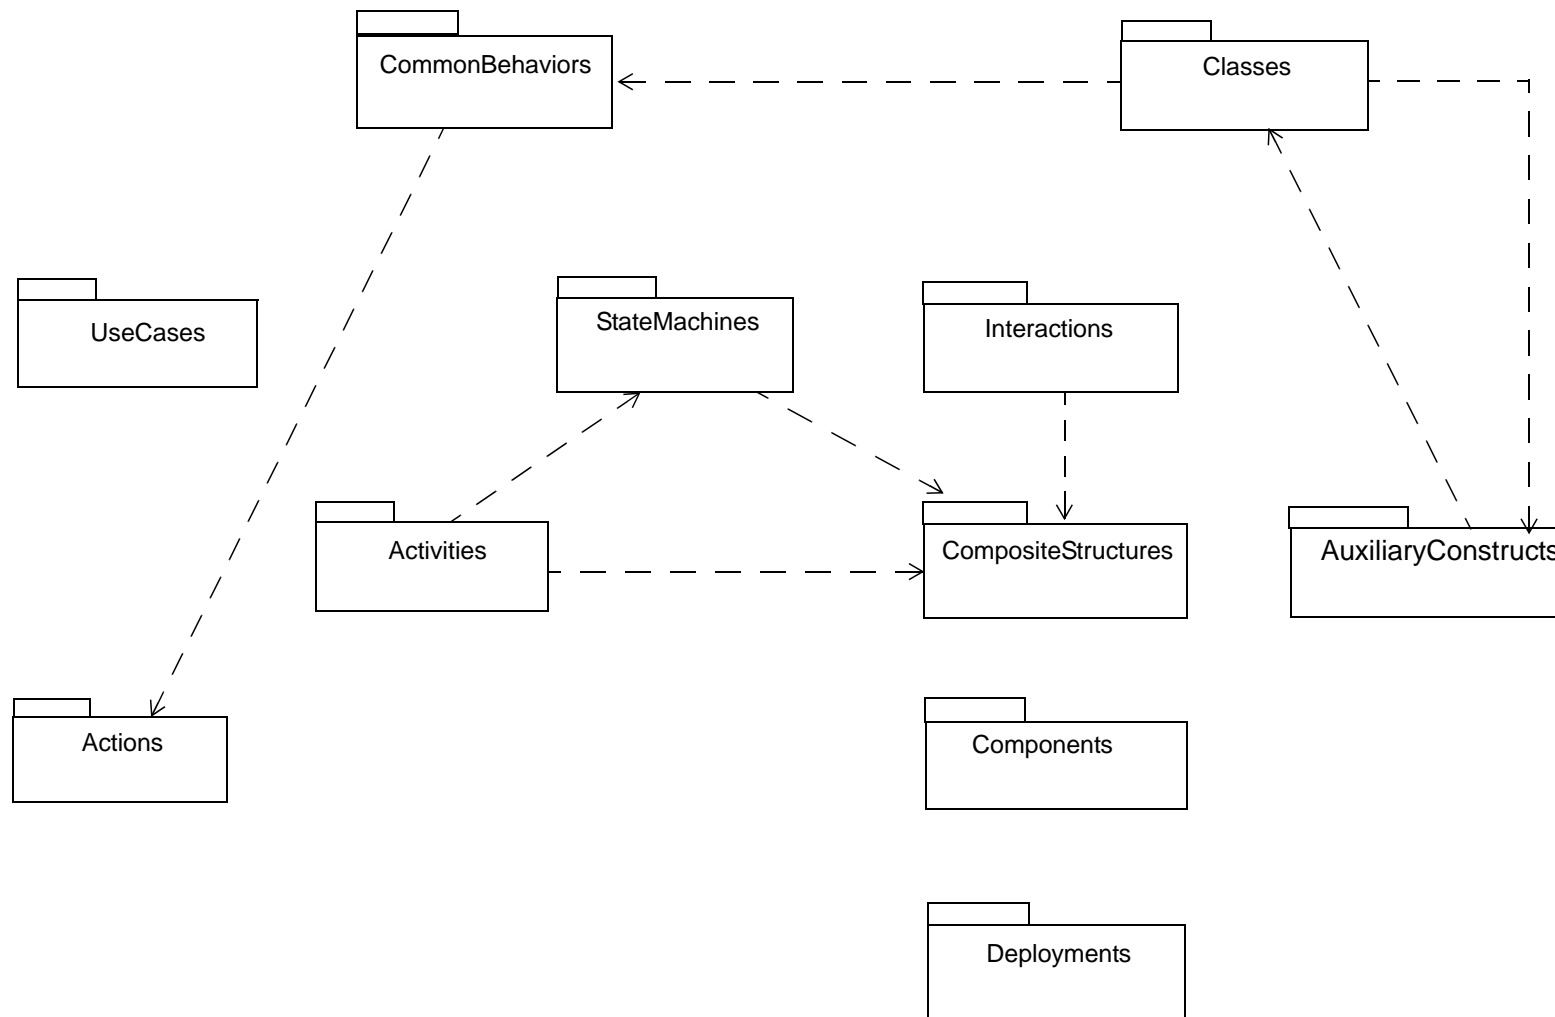 CommonBehaviors
Classes
UseCases
StateMachines
Interactions
Activities
CompositeStructures
AuxiliaryConstructs
Actions
Components
Deployments